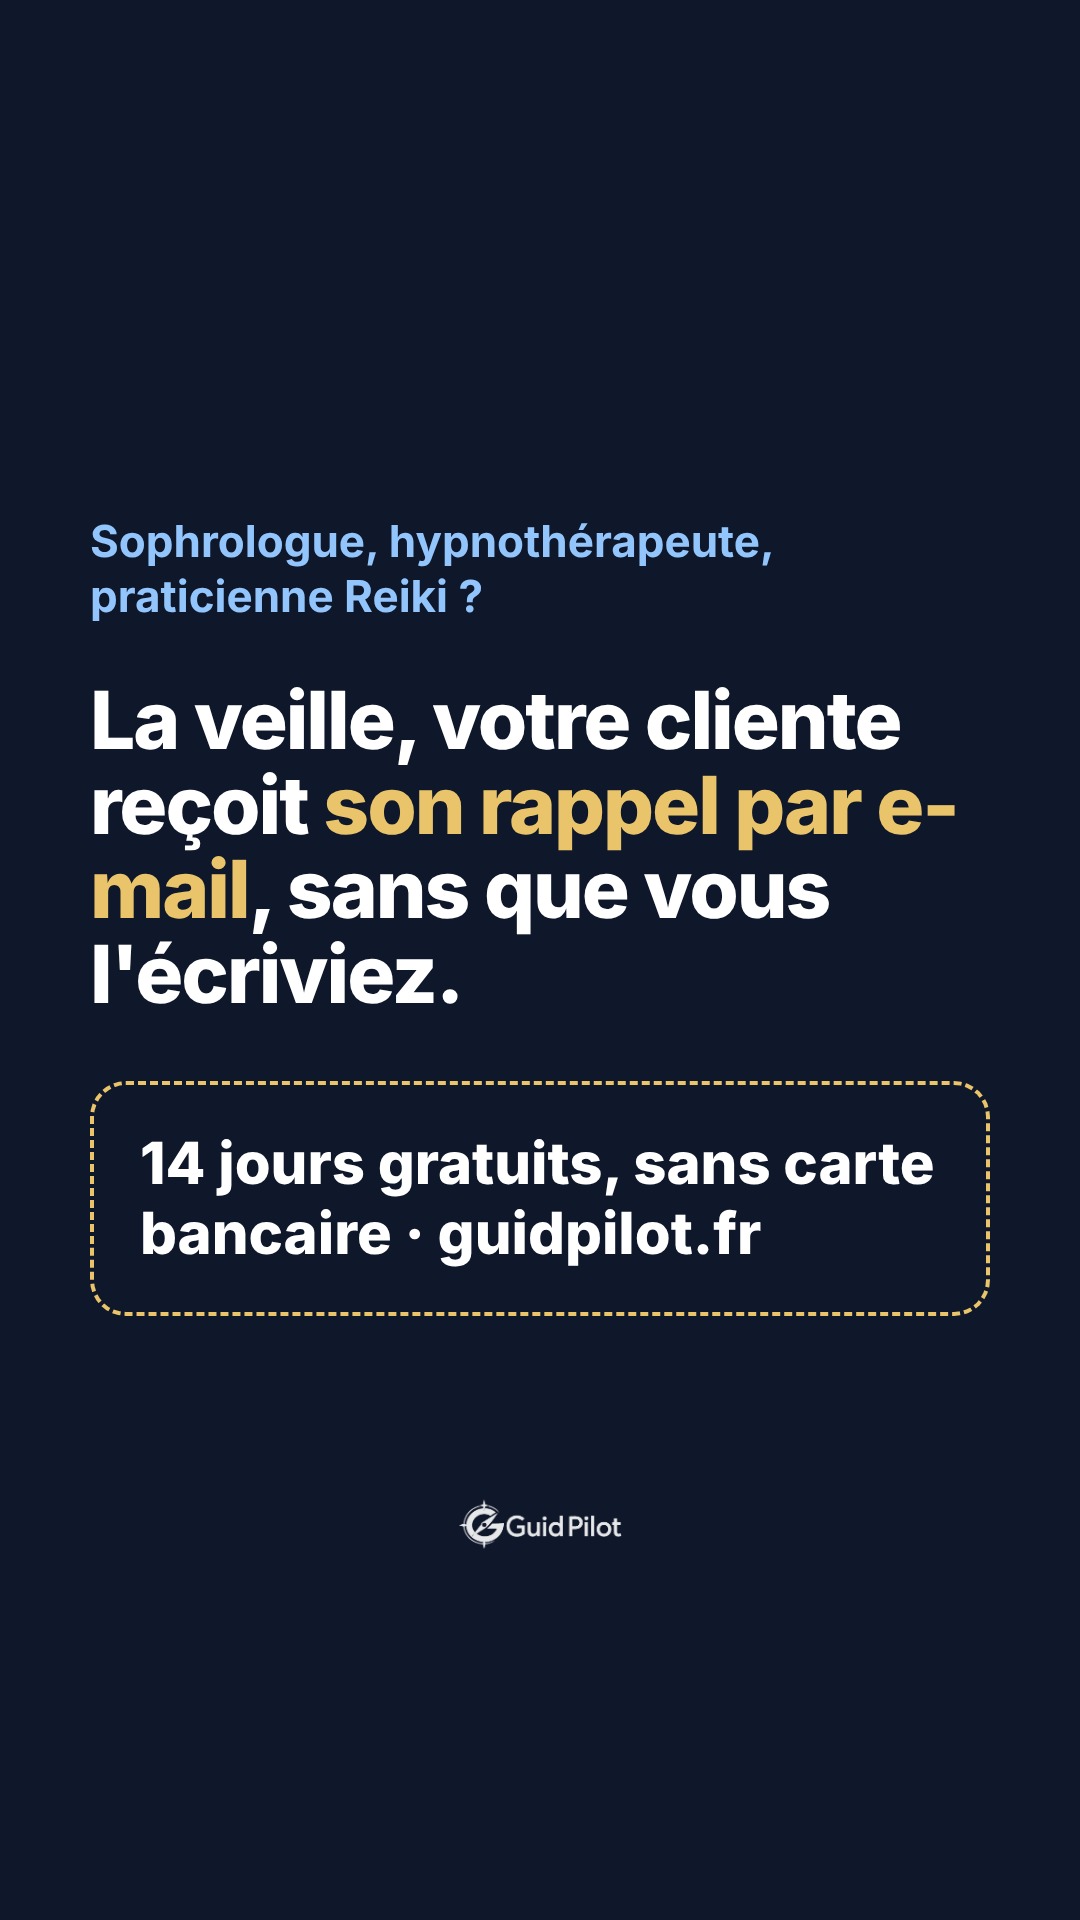 Sophrologue, hypnothérapeute,
praticienne Reiki ?
La veille, votre cliente
reçoit son rappel par e-
mail, sans que vous
l'écriviez.
14 jours gratuits, sans carte
bancaire · guidpilot.fr
Guid Pilot